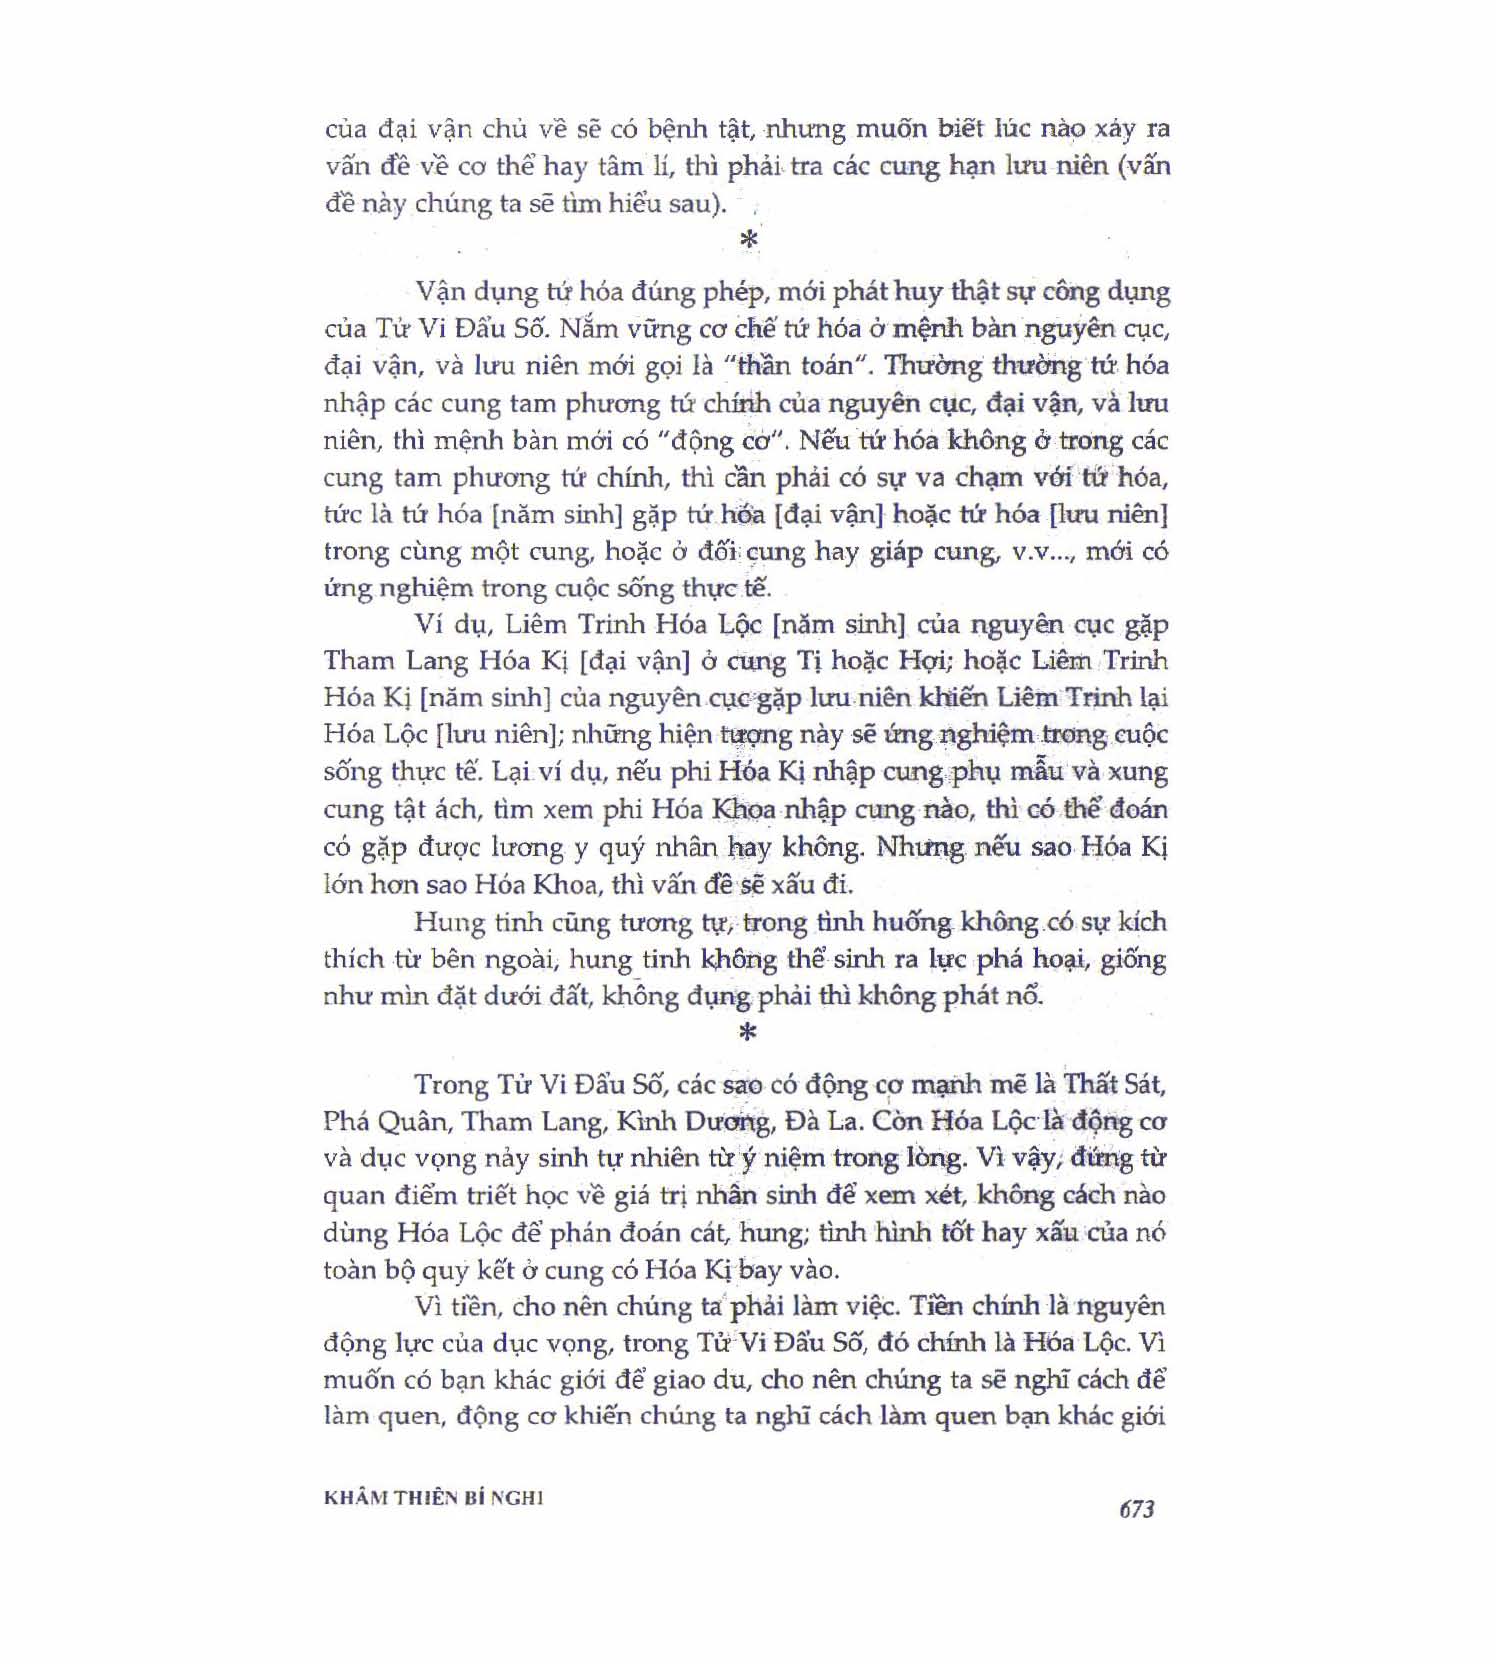 của đại vận chủ về sẽ có bệnh tật, nhưng muốn biết lúc nào xảy ra
vấn đề về cơ thể hay tâm lí, thì phải tra các cung hạn lưu niên (vấn
đề này chúng ta sẽ tìm hiểu sau).
*
Vận dụng tứ hóa đúng phép, mới phát huy thật sự công dụng
của Tử Vi Đẩu Số. Nắm vững cơ chế tứ hóa ở mệnh bàn nguyên cục,
đại vận, và lưu niên mới gọi là "thần toán". Thường thường tứ hóa
nhập các cung tam phương tứ chính của nguyên cục, đại vận, và lưu
niên, thì mệnh bàn mới có "động cơ". Nếu tứ hóa không ở trong các
cung tam phương tứ chính, thì cần phải có sự va chạm với tứ hóa,
tức là tứ hóa [năm sinh] gặp tứ hóa [đại vận] hoặc tứ hóa [lưu niên]
trong cùng một cung, hoặc ở đối cung hay giáp cung, v.v..., mới có
ứng nghiệm trong cuộc sống thực tế.
Ví dụ, Liêm Trinh Hóa Lộc [năm sinh] của nguyên cục gặp
Tham Lang Hóa Kị [đại vận] ở cung Tị hoặc Hợi; hoặc Liêm Trinh
Hóa Kị [năm sinh] của nguyên cục gặp lưu niên khiến Liêm Trinh lại
Hóa Lộc [lưu niên]; những hiện tượng này sẽ ứng nghiệm trong cuộc
sống thực tế. Lại ví dụ, nếu phi Hóa Kị nhập cung phụ mẫu và xung
cung tật ách, tìm xem phi Hóa Khoa nhập cung nào, thì có thể đoán
có gặp được lương y quý nhân hay không. Nhưng nếu sao Hóa Kị
lớn hơn sao Hóa Khoa, thì vấn đề sẽ xấu đi.
Hung tinh cũng tương tự, trong tình huống không có sự kích
thích từ bên ngoài, hung tinh không thể sinh ra lực phá hoại, giống
như mìn đặt dưới đất, không đụng phải thì không phát nổ.
*
Trong Tử Vi Đẩu Số, các sao có động cơ mạnh mẽ là Thất Sát,
Phá Quân, Tham Lang, Kình Dương, Đà La. Còn Hóa Lộc là động cơ
và dục vọng nảy sinh tự nhiên từ ý niệm trong lòng. Vì vậy, đứng từ
quan điểm triết học về giá trị nhân sinh để xem xét, không cách nào
dùng Hóa Lộc để phán đoán cát, hung; tình hình tốt hay xấu của nó
toàn bộ quy kết ở cung có Hóa Kị bay vào.
Vì tiền, cho nên chúng ta phải làm việc. Tiền chính là nguyên
động lực của dục vọng, trong Tử Vi Đẩu Số, đó chính là Hóa Lộc. Vì
muốn có bạn khác giới để giao du, cho nên chúng ta sẽ nghĩ cách để
làm quen, động cơ khiến chúng ta nghĩ cách làm quen bạn khác giới
KHÂM THIÊN BÍ NGHI
673